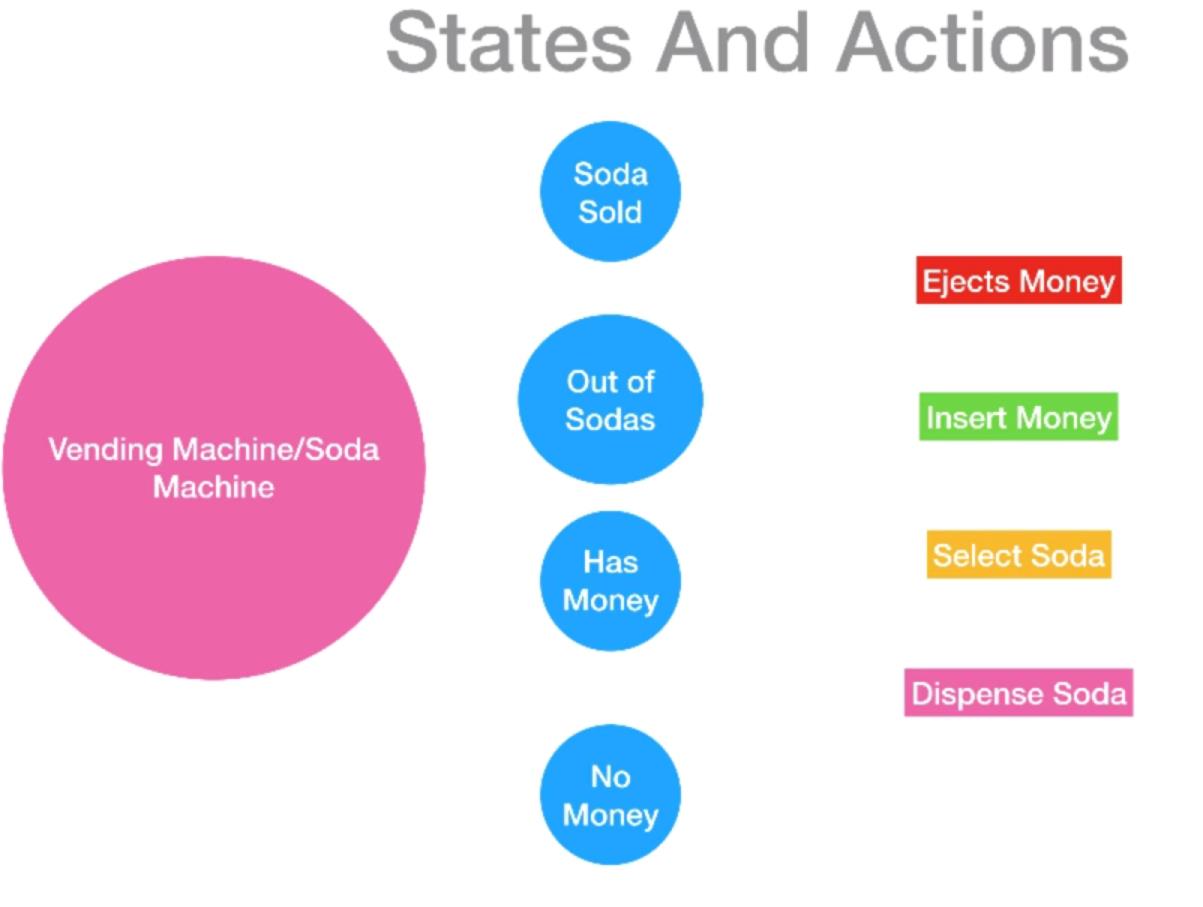 States And Actions
Soda
Sold
Ejects Money
Out of
Sodas
Insert Money
Vending Machine/Soda
Machine
Has
Money
Select Soda
Dispense Soda
No
Money